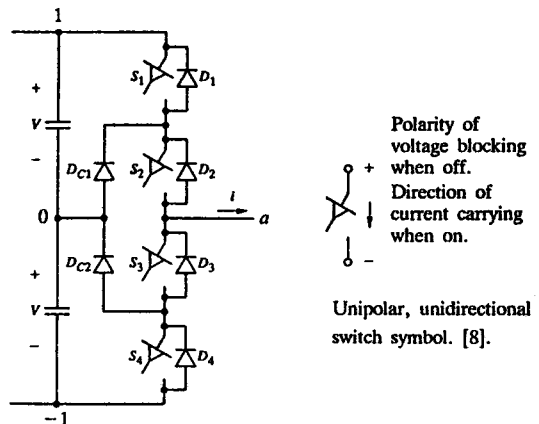 1
S1
D1
+
V
−
DC1
S2
D2
0
i
a
+
V
−
DC2
S3
D3
S4
D4
−1
Polarity of
voltage blocking
when off.
+
Direction of
current carrying
when on.
−
Unipolar, unidirectional
switch symbol. [8].